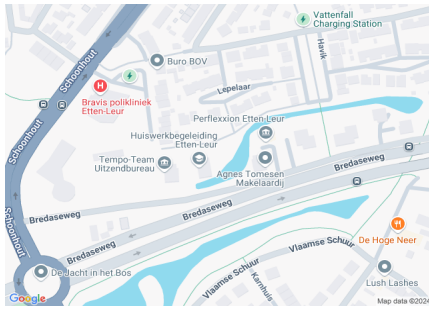 Vattenfall
Charging Station
Buro BOV
Havik
Schoonhout
H
Bravis polikliniek
Etten-Leur
Lepelaar
Schoonhout
Perflexxion Etten-Leur
Huiswerkbegeleiding
Etten-Leur
Tempo-Team
Uitzendbureau
Agnes Tomesen
Makelaardij
Bredaseweg
Schoonhout
Bredaseweg
Bredaseweg
Bredaseweg
De Hoge Neer
Vlaamse Schuur
De Jacht in het Bos
Vlaamse Schuur
Karnhuis
Lush Lashes
Google
Map data ©2024